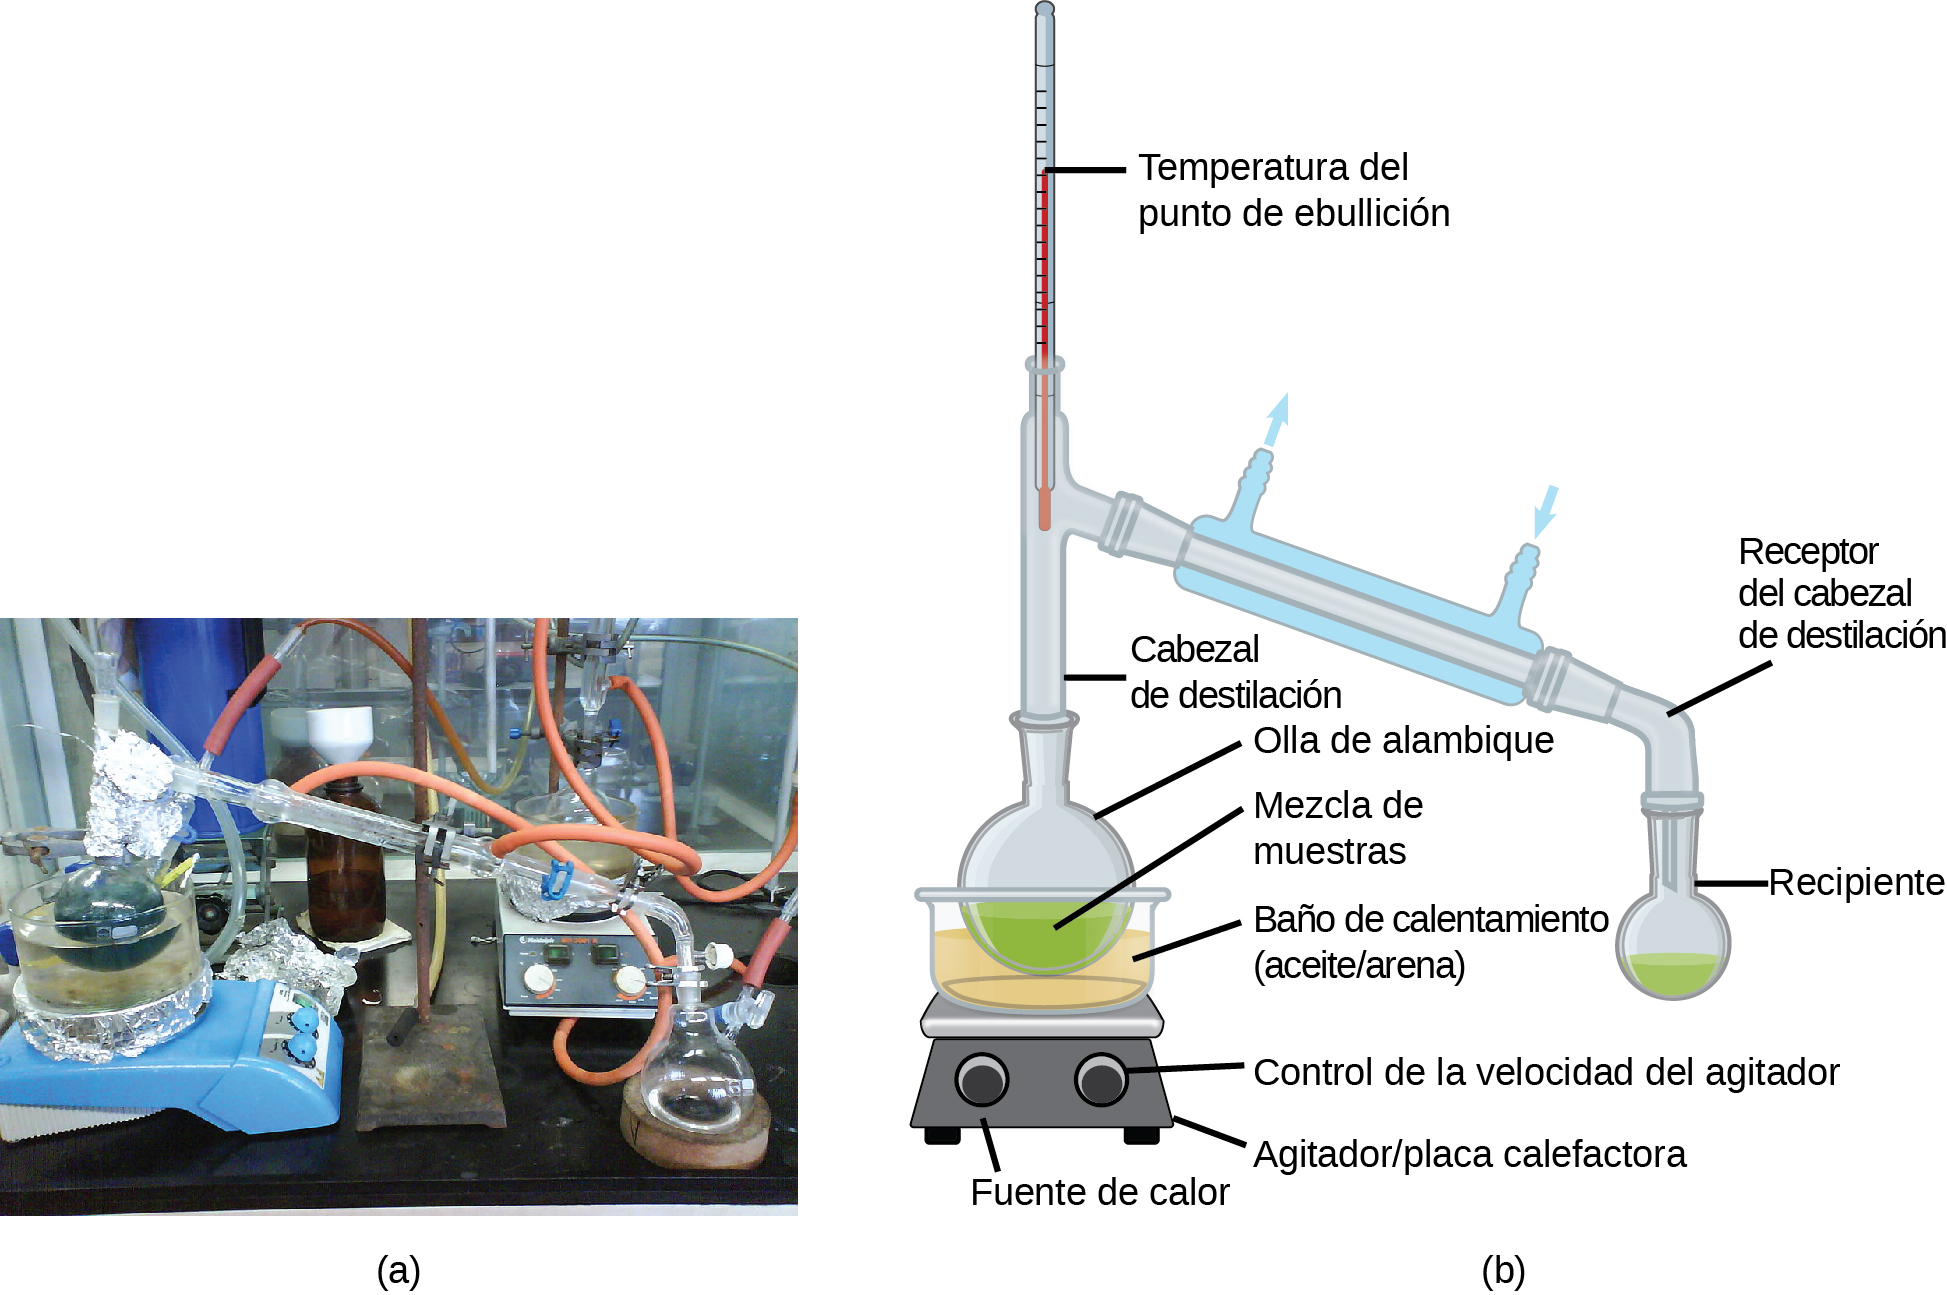 Temperatura del
punto de ebullición
Receptor
del cabezal
de destilación
Cabezal
de destilación
Olla de alambique
Mezcla de
muestras
Recipiente
Baño de calentamiento
(aceite/arena)
Control de la velocidad del agitador
Agitador/placa calefactora
Fuente de calor
Heidolph
(a)
(b)